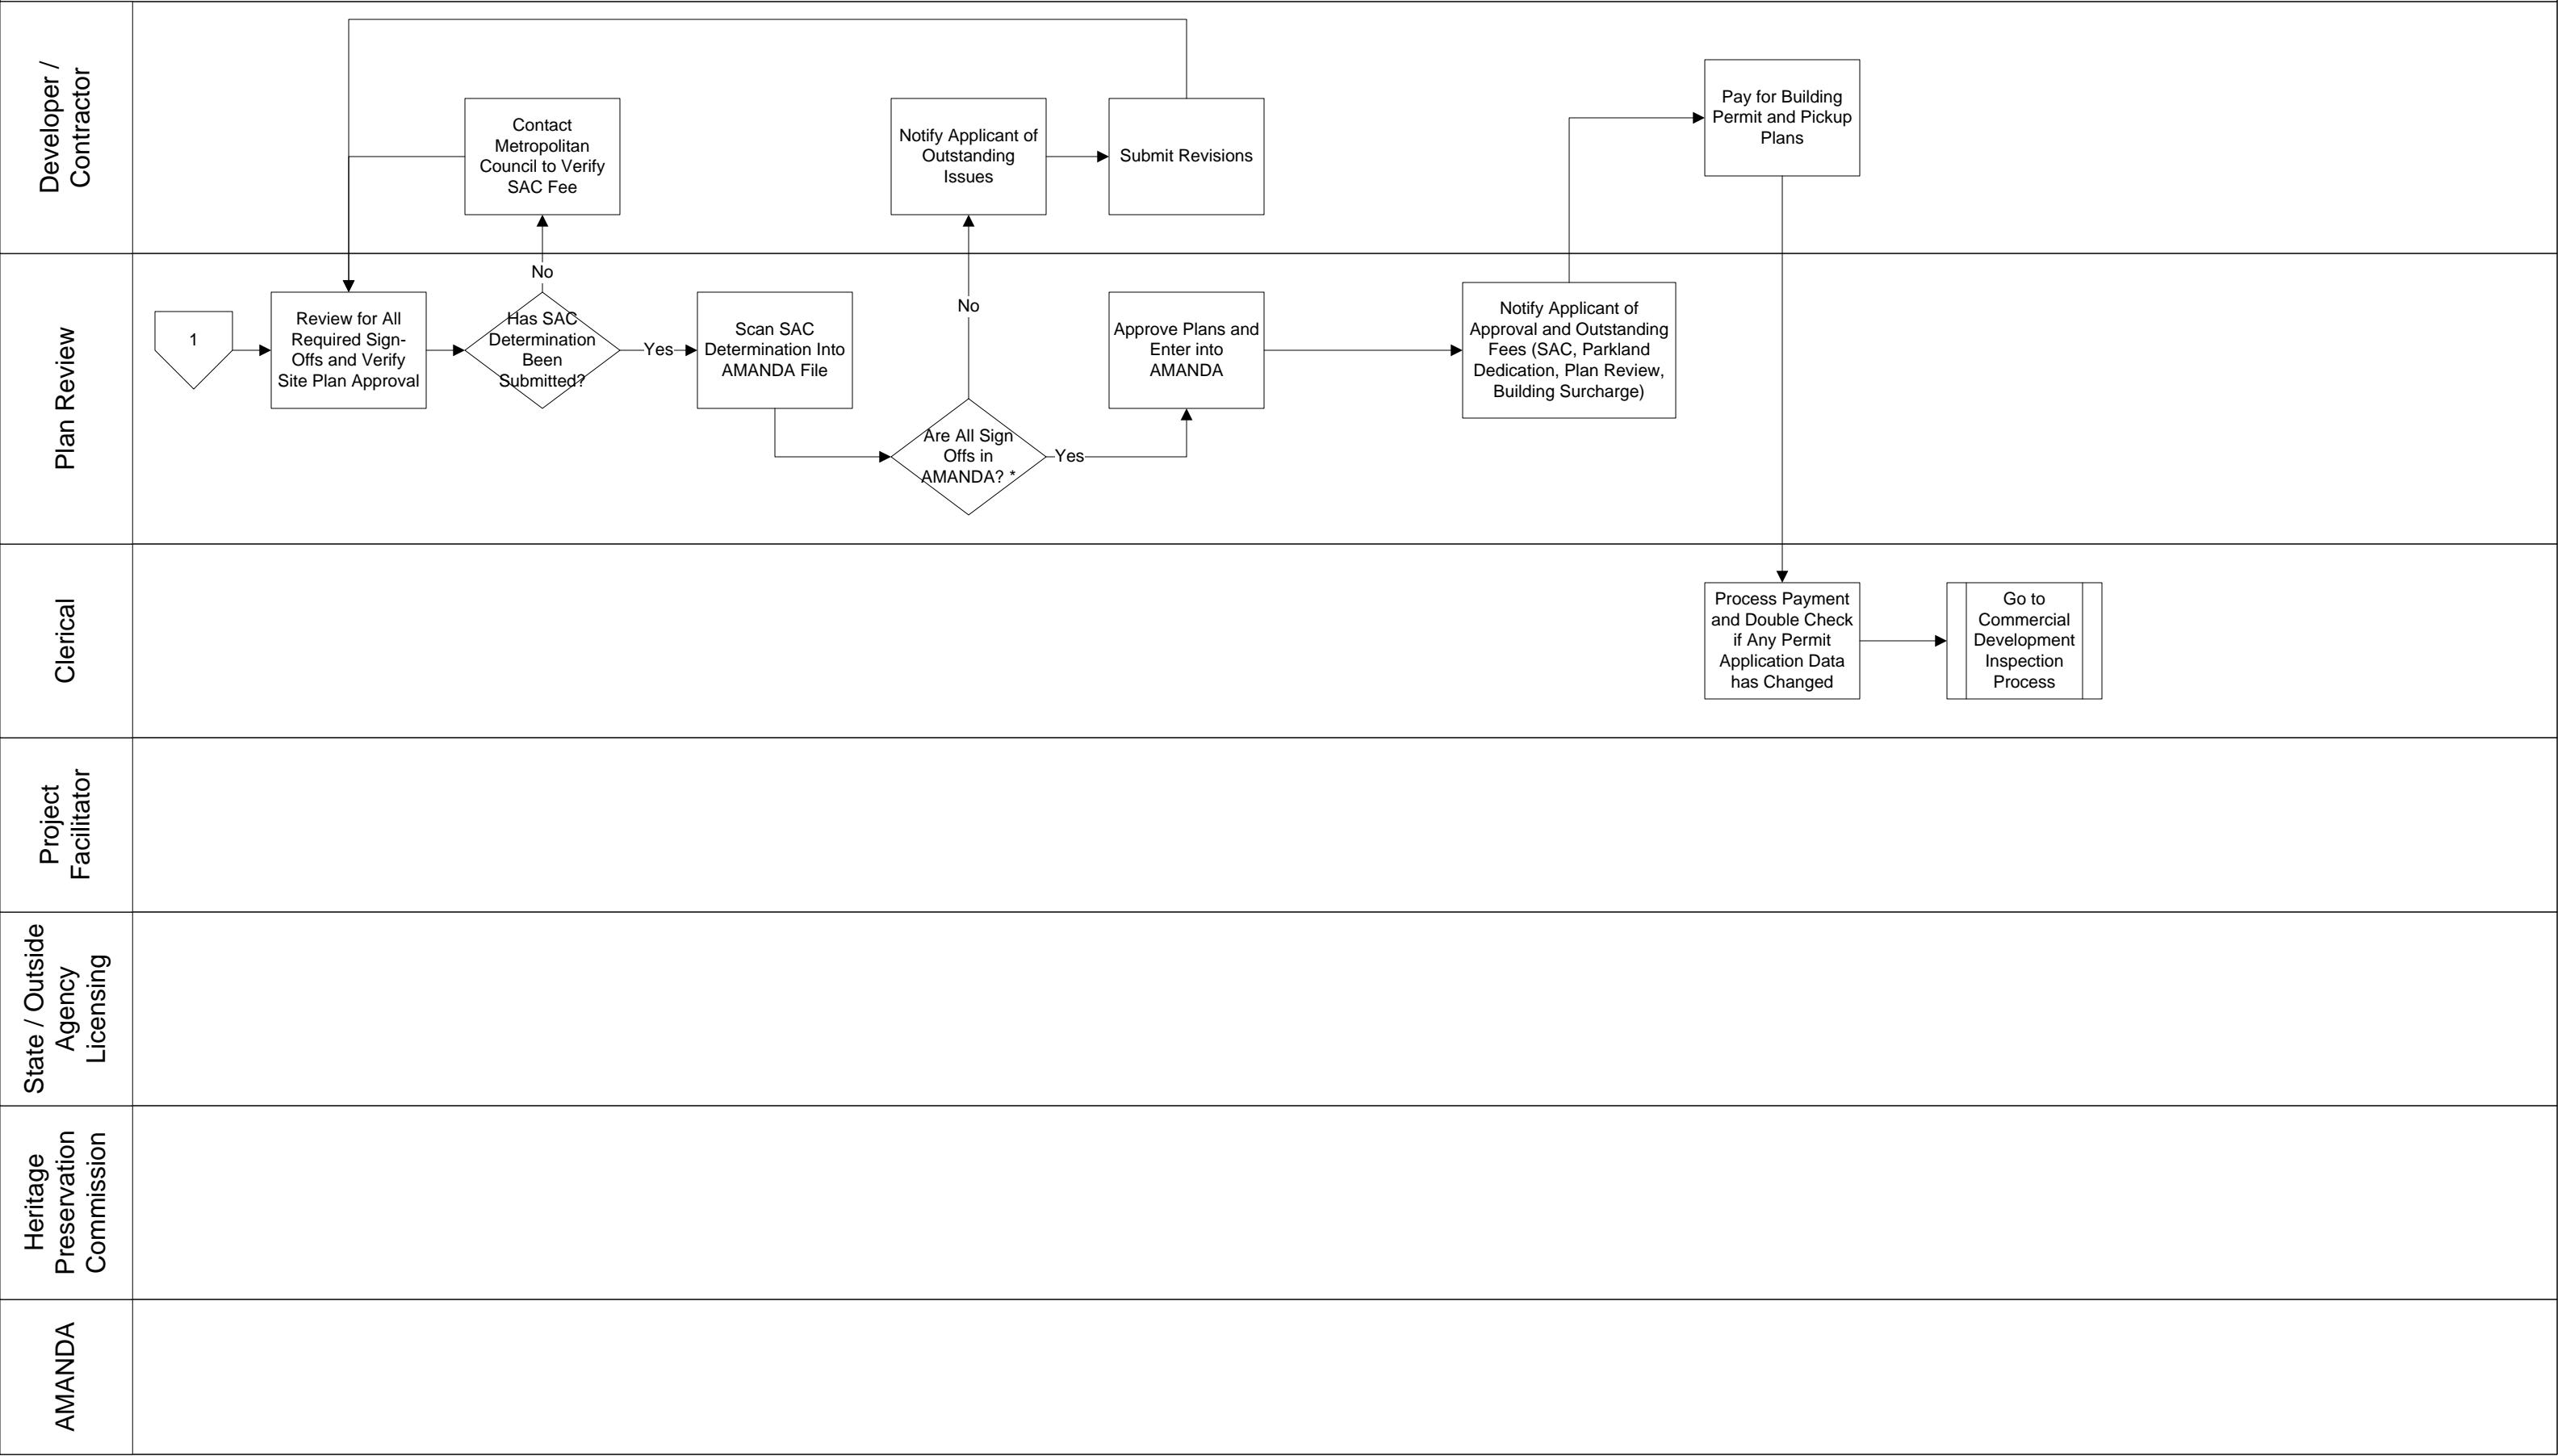 Developer /
Contractor
Contact
Metropolitan
Council to Verify
SAC Fee
Notify Applicant of
Outstanding
Issues
Submit Revisions
Pay for Building
Permit and Pickup
Plans
Plan Review
1
Review for All
Required Sign-
Offs and Verify
Site Plan Approval
No
Has SAC
Determination
Been
Submitted?
Yes
Scan SAC
Determination Into
AMANDA File
No
Are All Sign
Offs in
AMANDA? *
Yes
Approve Plans and
Enter into
AMANDA
Notify Applicant of
Approval and Outstanding
Fees (SAC, Parkland
Dedication, Plan Review,
Building Surcharge)
Clerical
Process Payment
and Double Check
if Any Permit
Application Data
has Changed
Go to
Commercial
Development
Inspection
Process
Project
Facilitator
State / Outside
Agency
Licensing
Heritage
Preservation
Commission
AMANDA